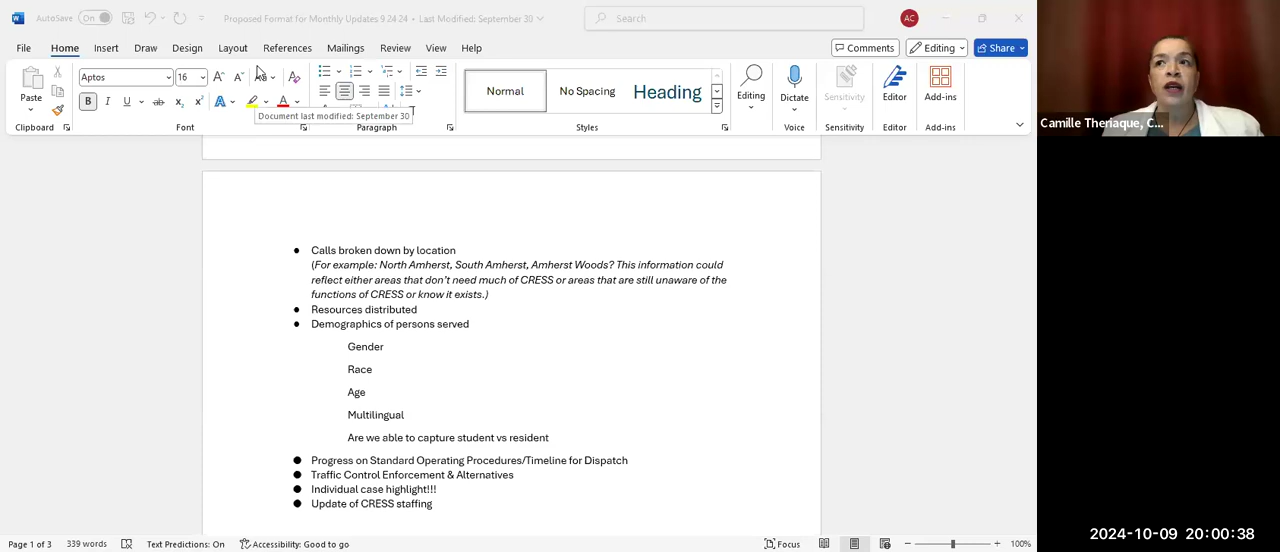 AutoSave On Proposed Format for Monthly Updates 9.24 24 • Last Modified: September 30 Search AC
File Home Insert Draw Design Layout References Mailings Review View Help Comments Editing Share
Aptos 16
Paste
B I U
Normal No Spacing Heading
Editing Dictate Sensitivity Editor Add-ins
Document last modified: September 30
Clipboard Font Paragraph Styles Voice Sensitivity Editor Add-ins
Camille Theriaque, C...
● Calls broken down by location
(For example: North Amherst, South Amherst, Amherst Woods? This information could
reflect either areas that don't need much of CRESS or areas that are still unaware of the
functions of CRESS or know it exists.)
● Resources distributed
● Demographics of persons served
Gender
Race
Age
Multilingual
Are we able to capture student vs resident
● Progress on Standard Operating Procedures/Timeline for Dispatch
● Traffic Control Enforcement & Alternatives
● Individual case highlight!!!
● Update of CRESS staffing
Page 1 of 3 339 words Text Predictions: On Accessibility: Good to go Focus 100%
2024-10-09 20:00:38